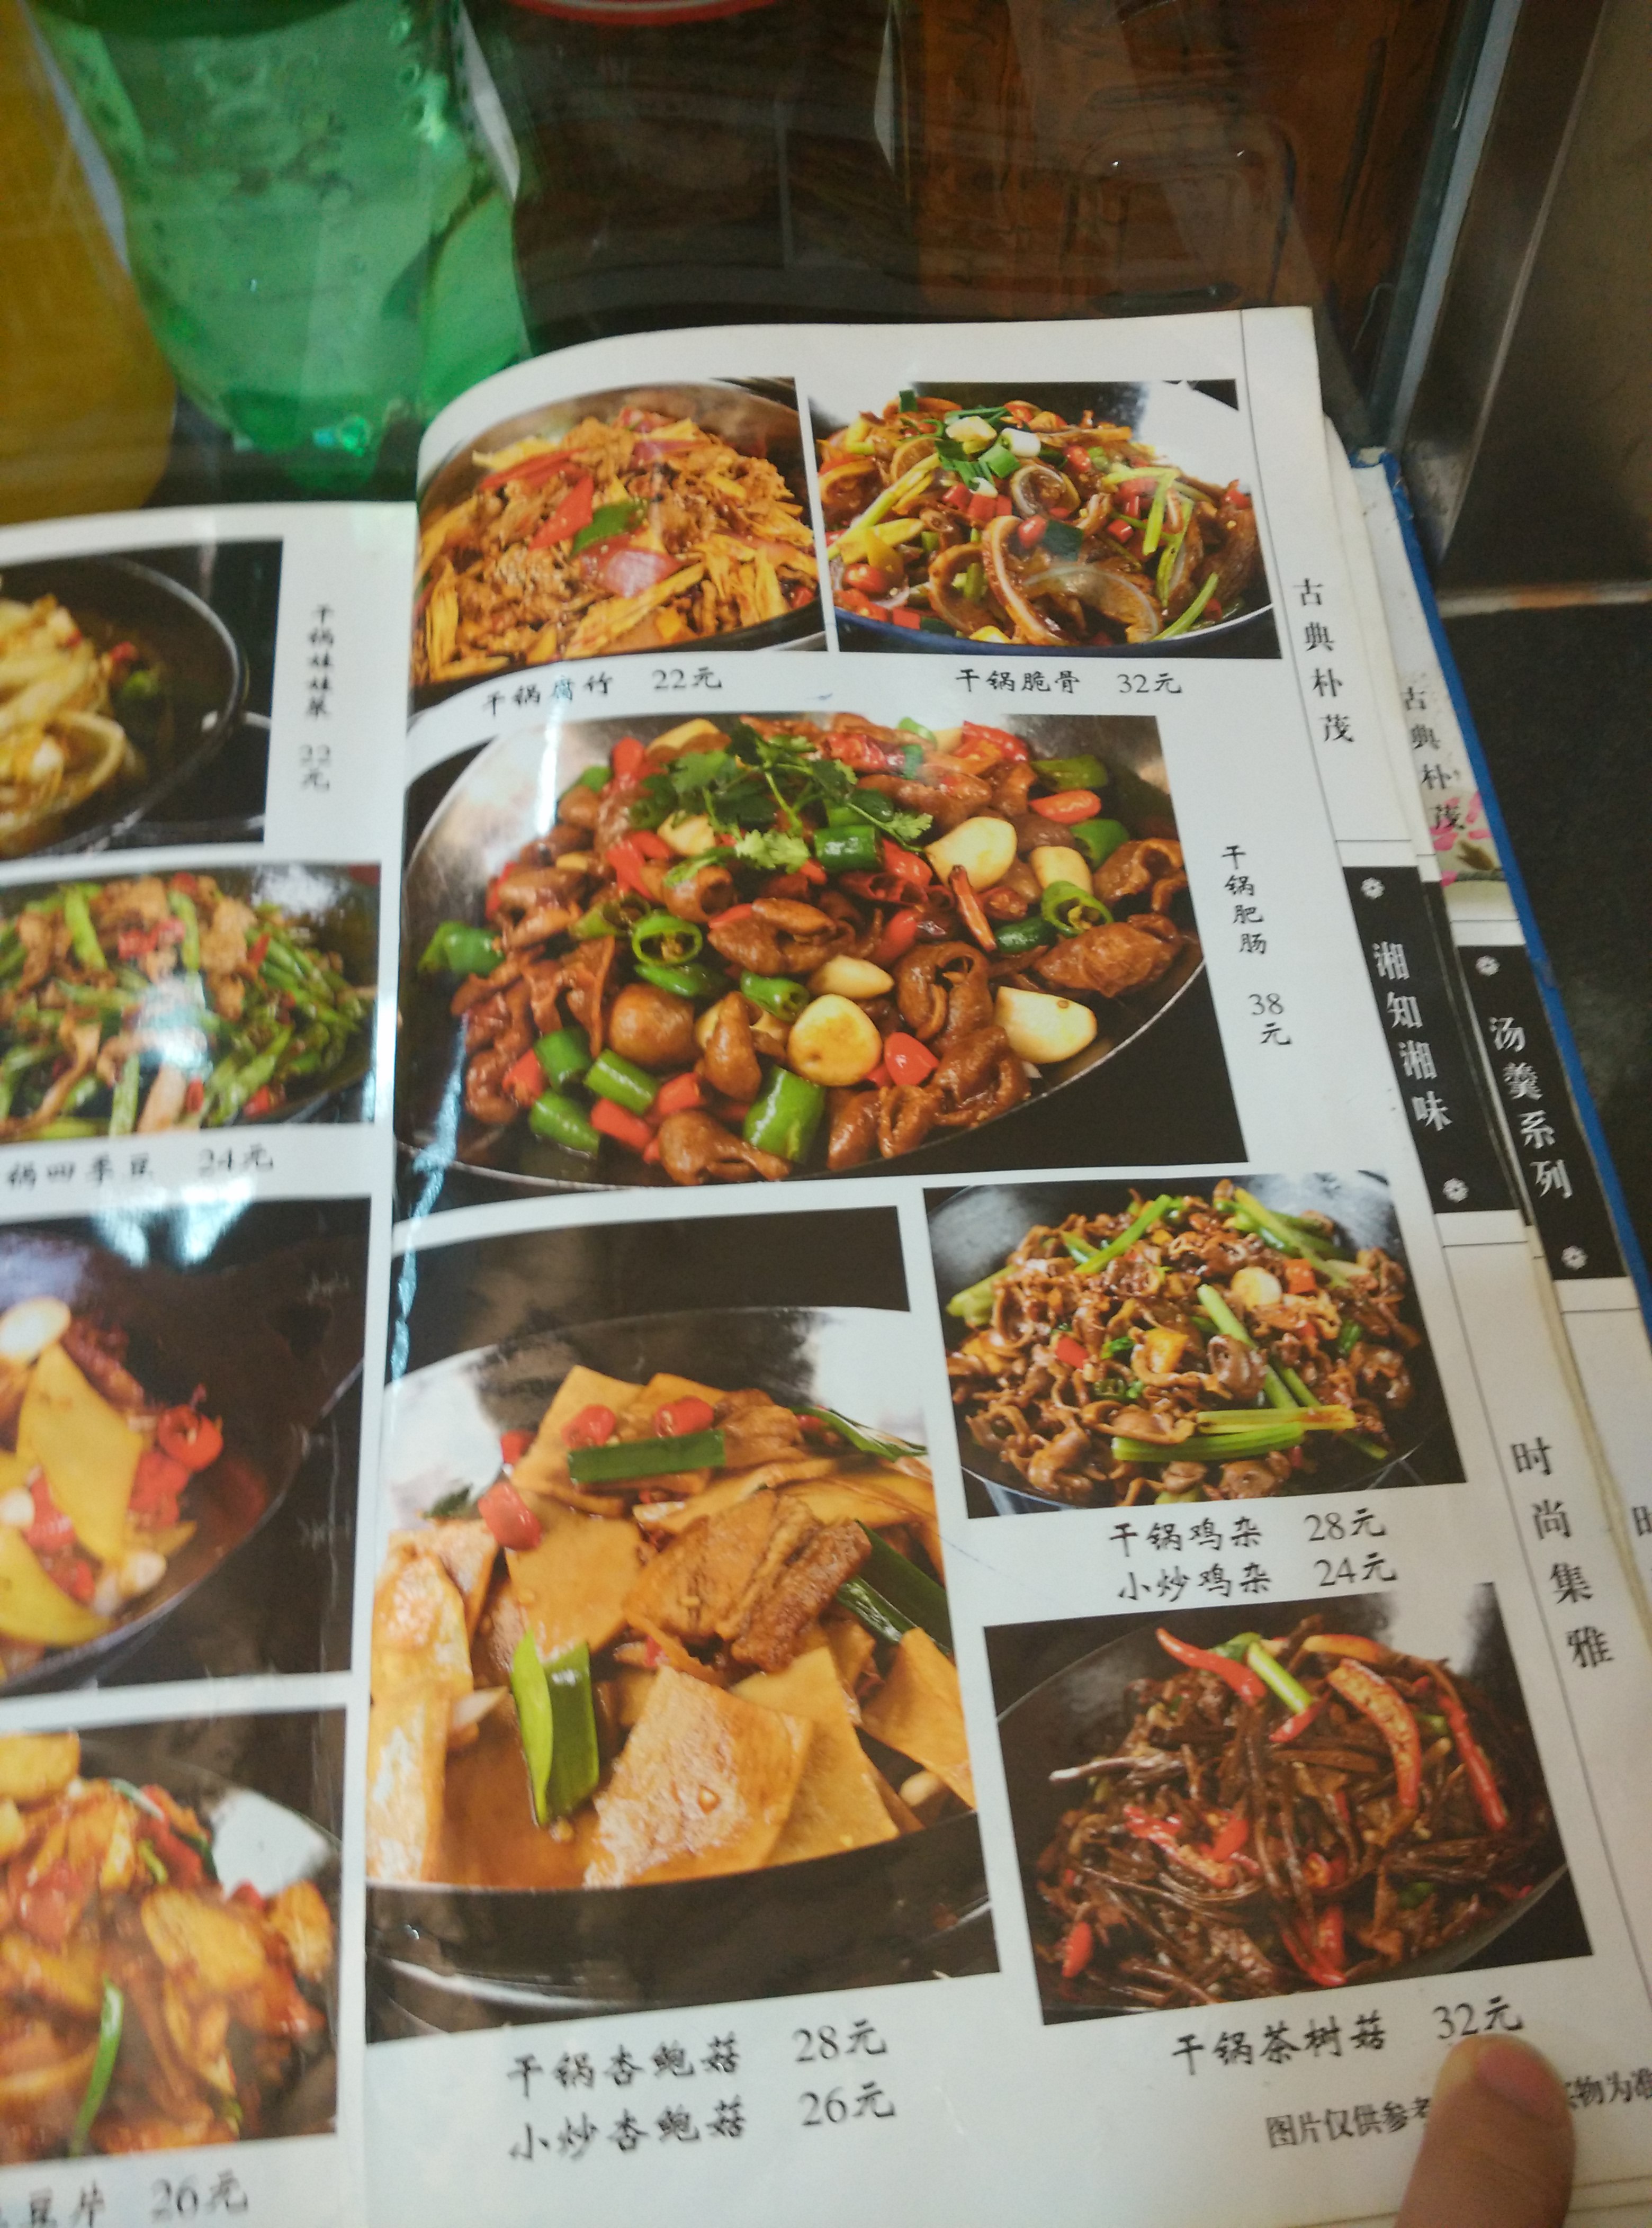 干锅娃娃菜 22元
锅四季豆 24元
豆片 26元
干锅腐竹 22元
干锅脆骨 32元
干锅肥肠 38元
干锅鸡杂 28元
小炒鸡杂 24元
干锅杏鲍菇 28元
小炒杏鲍菇 26元
干锅茶树菇 32元
图片仅供参考
物为准
古典朴茂
湘知湘味
时尚集雅
古典朴茂
汤羹系列
时